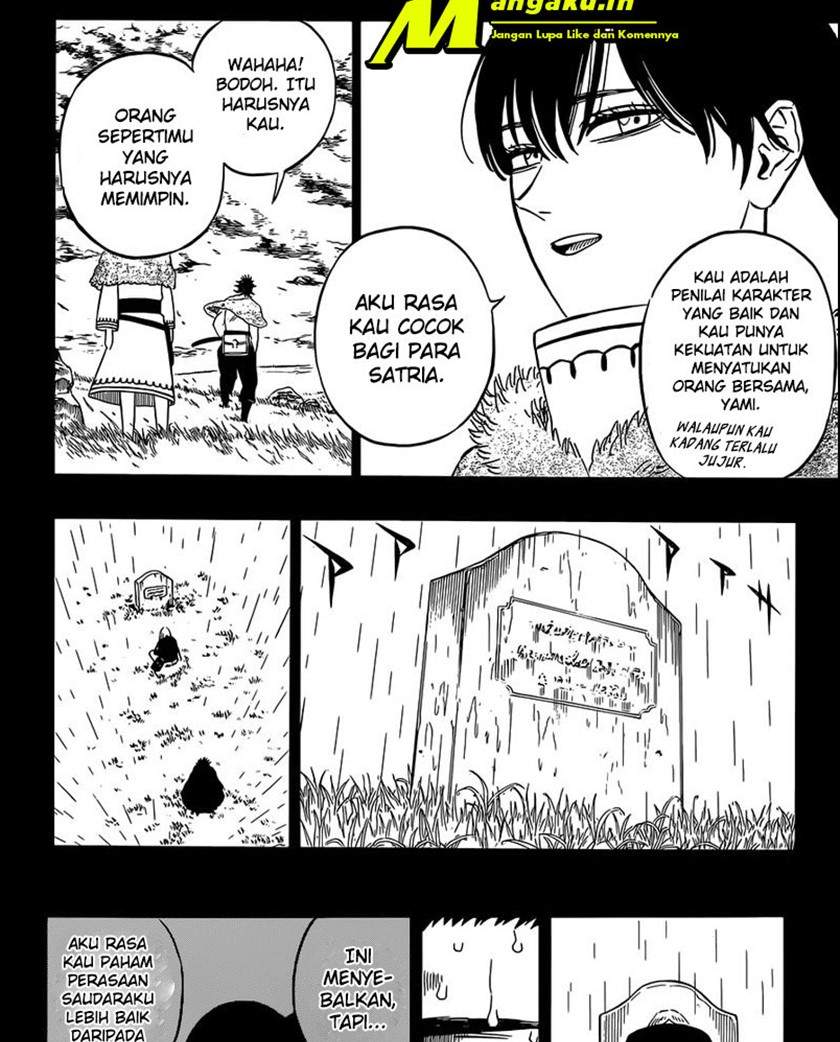 Mangaku.in
Jangan Lupa Like dan Komennya
KAU ADALAH
PENILAI KARAKTER
YANG BAIK DAN
KAU PUNYA
KEKUATAN UNTUK
MENYATUKAN
ORANG BERSAMA,
YAMI.
WALAUPUN KAU
KADANG TERLALU
JUJUR.
AKU RASA
KAU COCOK
BAGI PARA
SATRIA.
WAHAHA!
BODOH. ITU
HARUSNYA
KAU.
ORANG
SEPERTIMU
YANG
HARUSNYA
MEMIMPIN.
INI
MENYE-
BALKAN,
TAPI...
AKU RASA
KAU PAHAM
PERASAAN
SAUDARAKU
LEBIH BAIK
DARIPADA